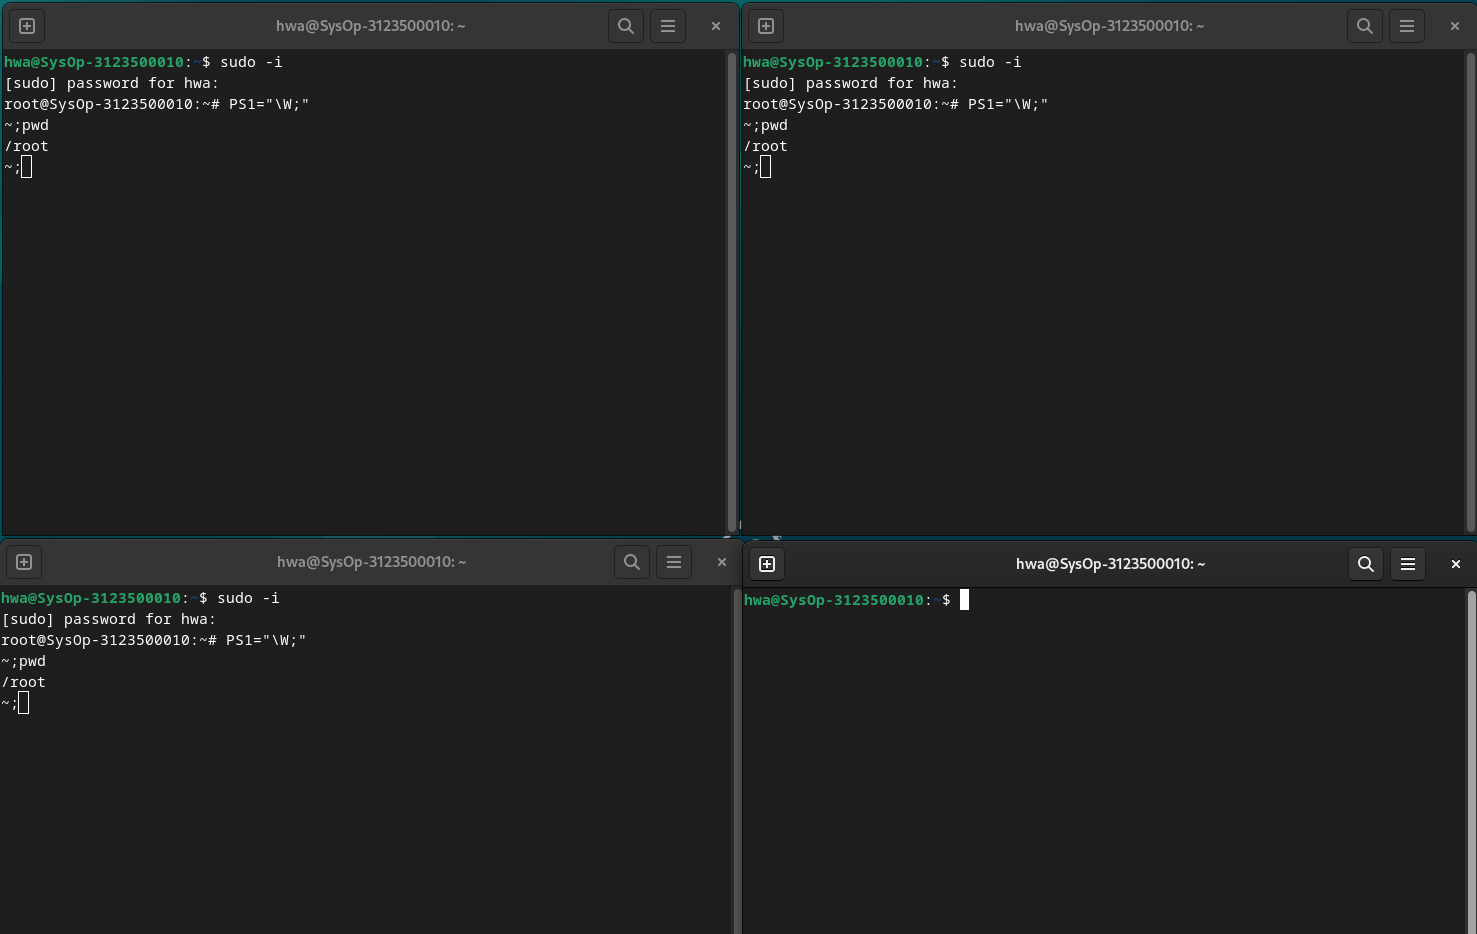 hwa@SysOp-3123500010: ~
hwa@SysOp-3123500010:~$ sudo -i
[sudo] password for hwa:
root@SysOp-3123500010:~# PS1="\W;"
~;pwd
/root
~;
hwa@SysOp-3123500010: ~
hwa@SysOp-3123500010:~$ sudo -i
[sudo] password for hwa:
root@SysOp-3123500010:~# PS1="\W;"
~;pwd
/root
~;
hwa@SysOp-3123500010: ~
hwa@SysOp-3123500010:~$ sudo -i
[sudo] password for hwa:
root@SysOp-3123500010:~# PS1="\W;"
~;pwd
/root
~;
hwa@SysOp-3123500010: ~
hwa@SysOp-3123500010:~$